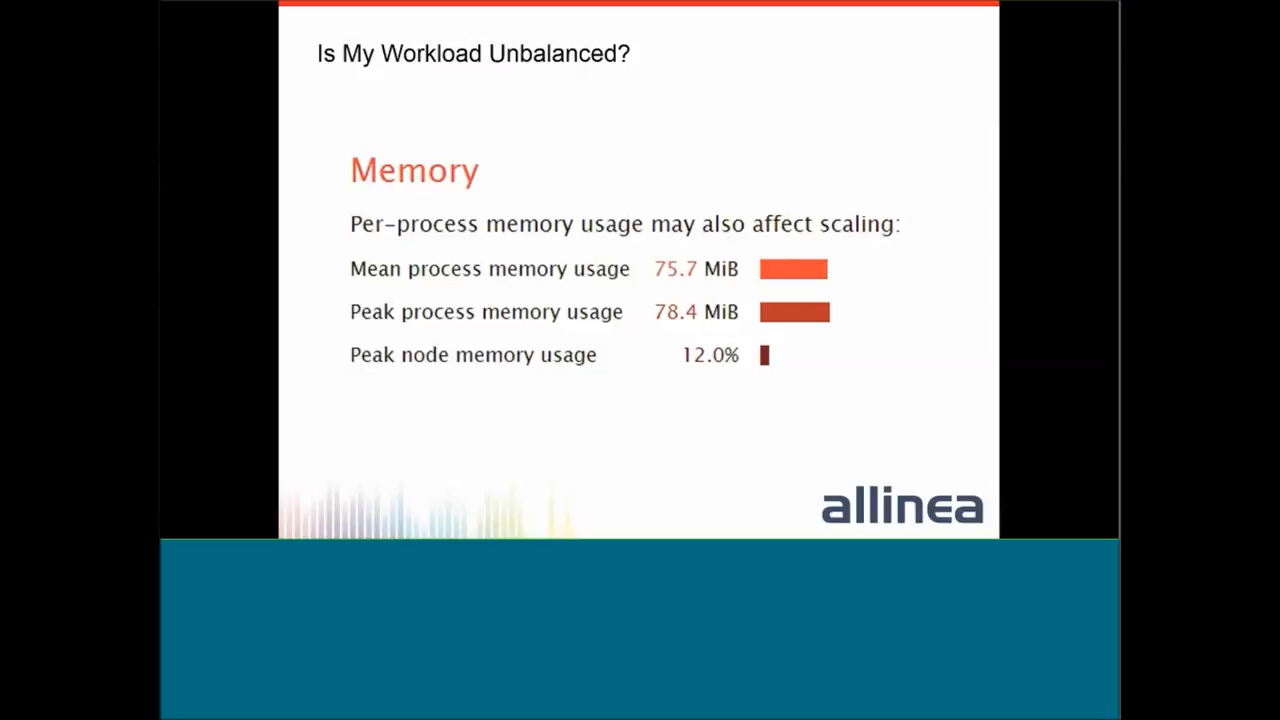 Is My Workload Unbalanced?
Memory
Per-process memory usage may also affect scaling:
Mean process memory usage 75.7 MiB
Peak process memory usage 78.4 MiB
Peak node memory usage 12.0%
allinea